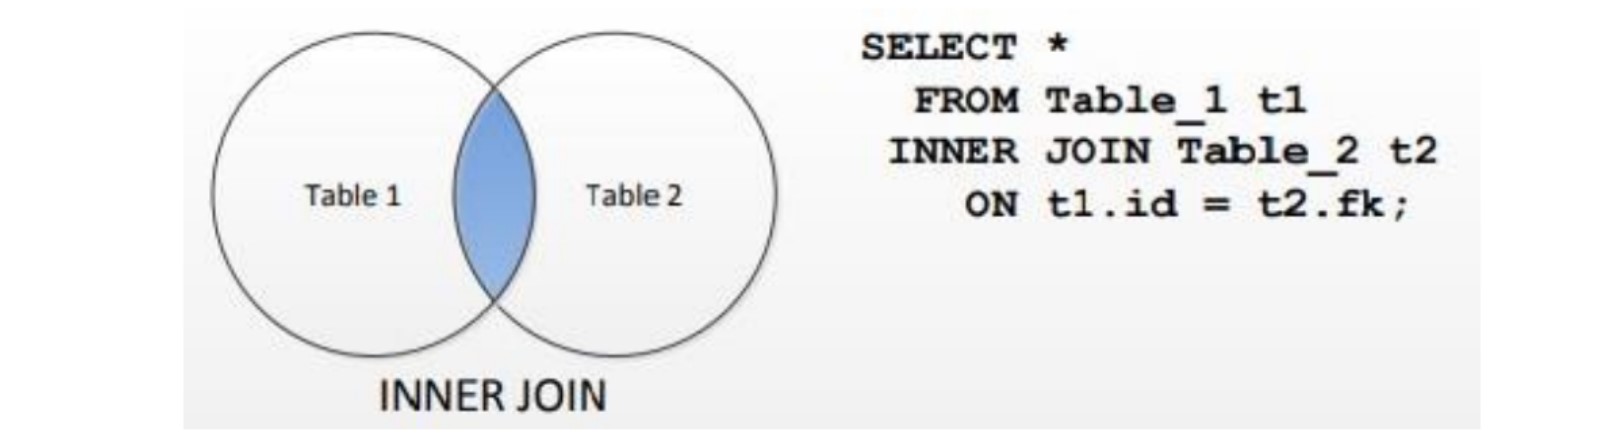 Table 1
Table 2
INNER JOIN
SELECT *
FROM Table_1 t1
INNER JOIN Table_2 t2
ON t1.id = t2.fk;